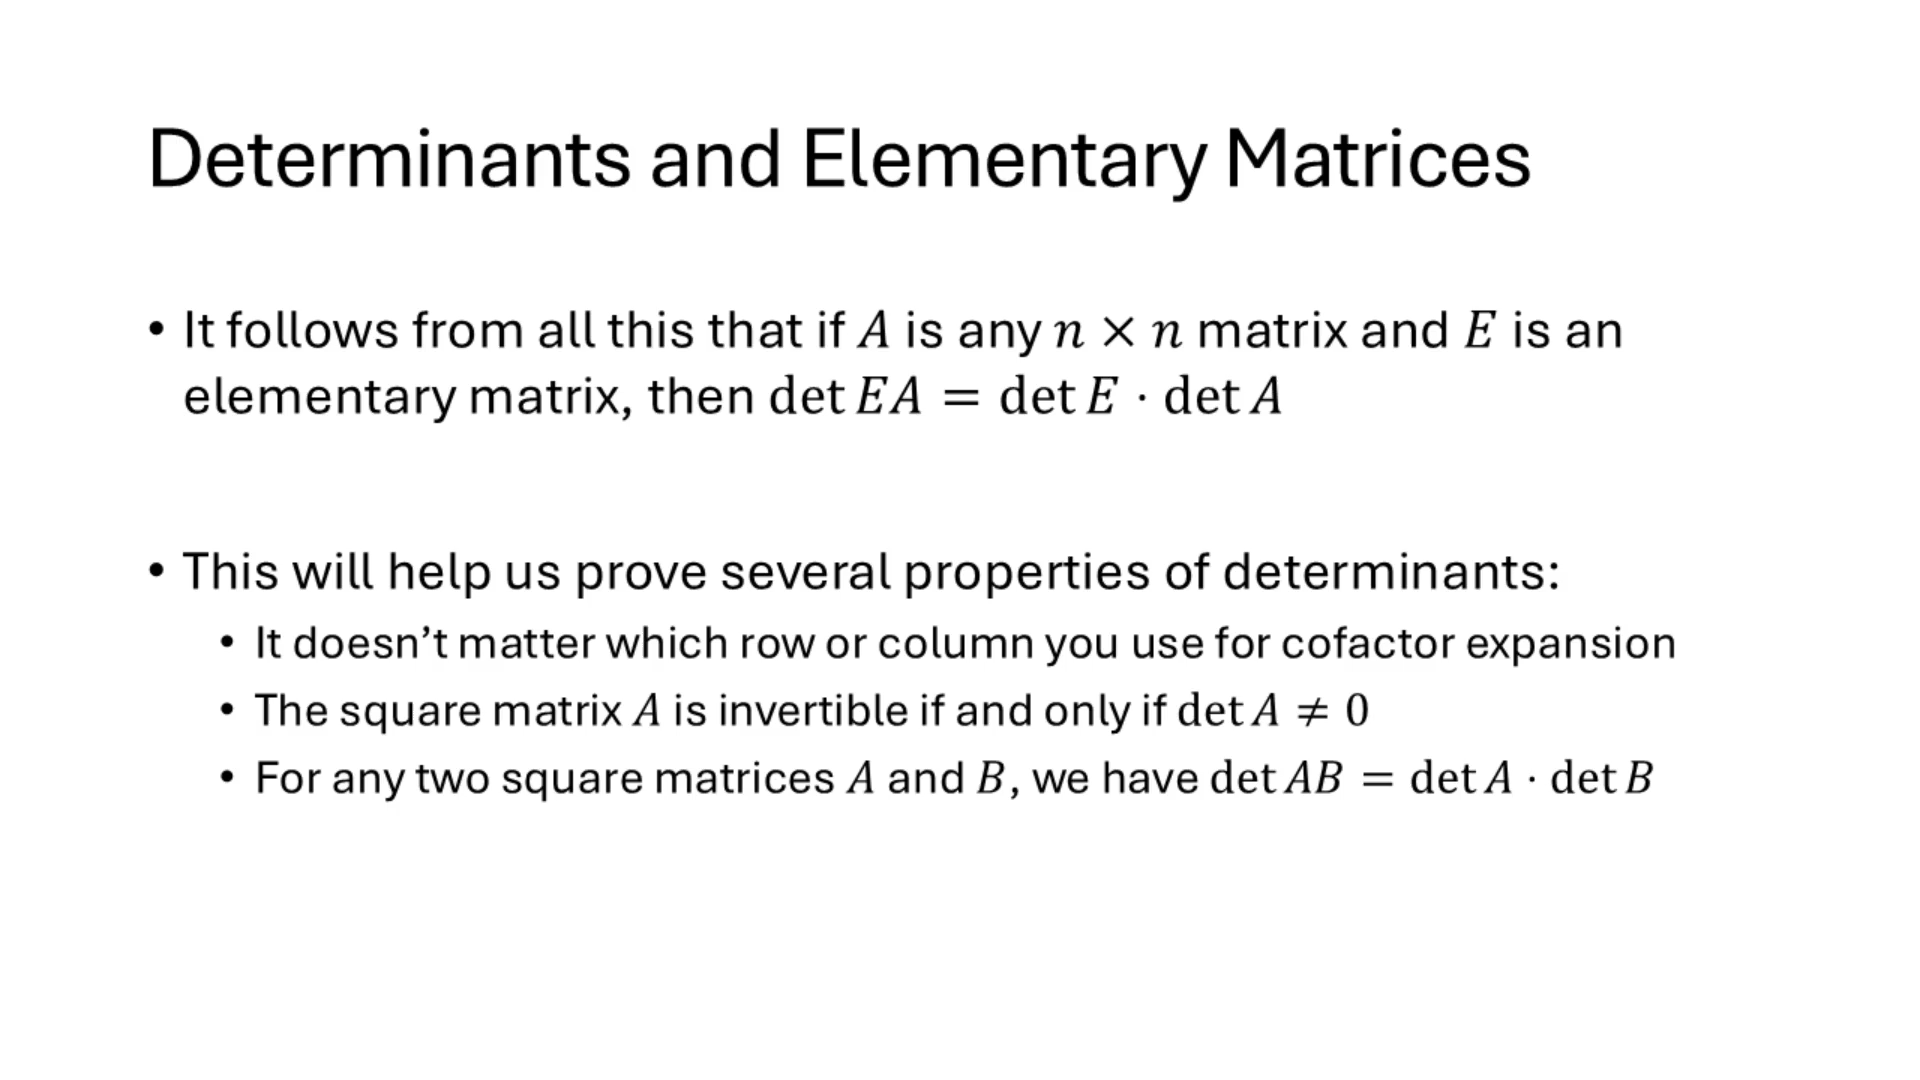 Determinants and Elementary Matrices
• It follows from all this that if A is any n × n matrix and E is an
elementary matrix, then det EA = det E · det A
• This will help us prove several properties of determinants:
• It doesn’t matter which row or column you use for cofactor expansion
• The square matrix A is invertible if and only if det A ≠ 0
• For any two square matrices A and B, we have det AB = det A · det B